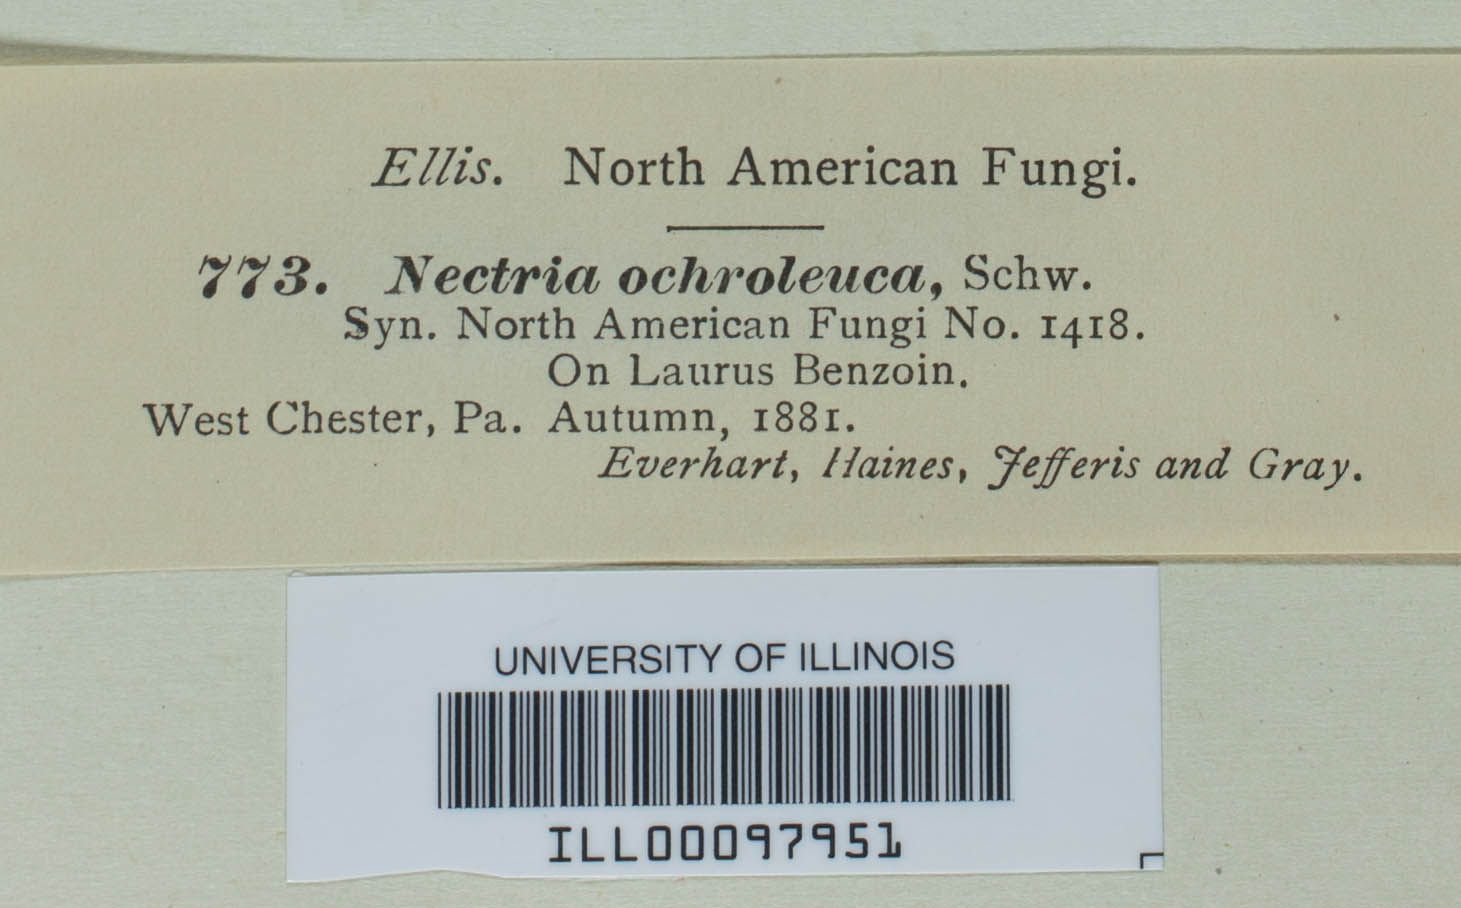 Ellis. North American Fungi.
773. Nectria ochroleuca, Schw.
Syn. North American Fungi No. 1418.
On Laurus Benzoin.
West Chester, Pa. Autumn, 1881.
Everhart, Haines, Jefferis and Gray.
UNIVERSITY OF ILLINOIS
ILL00097951